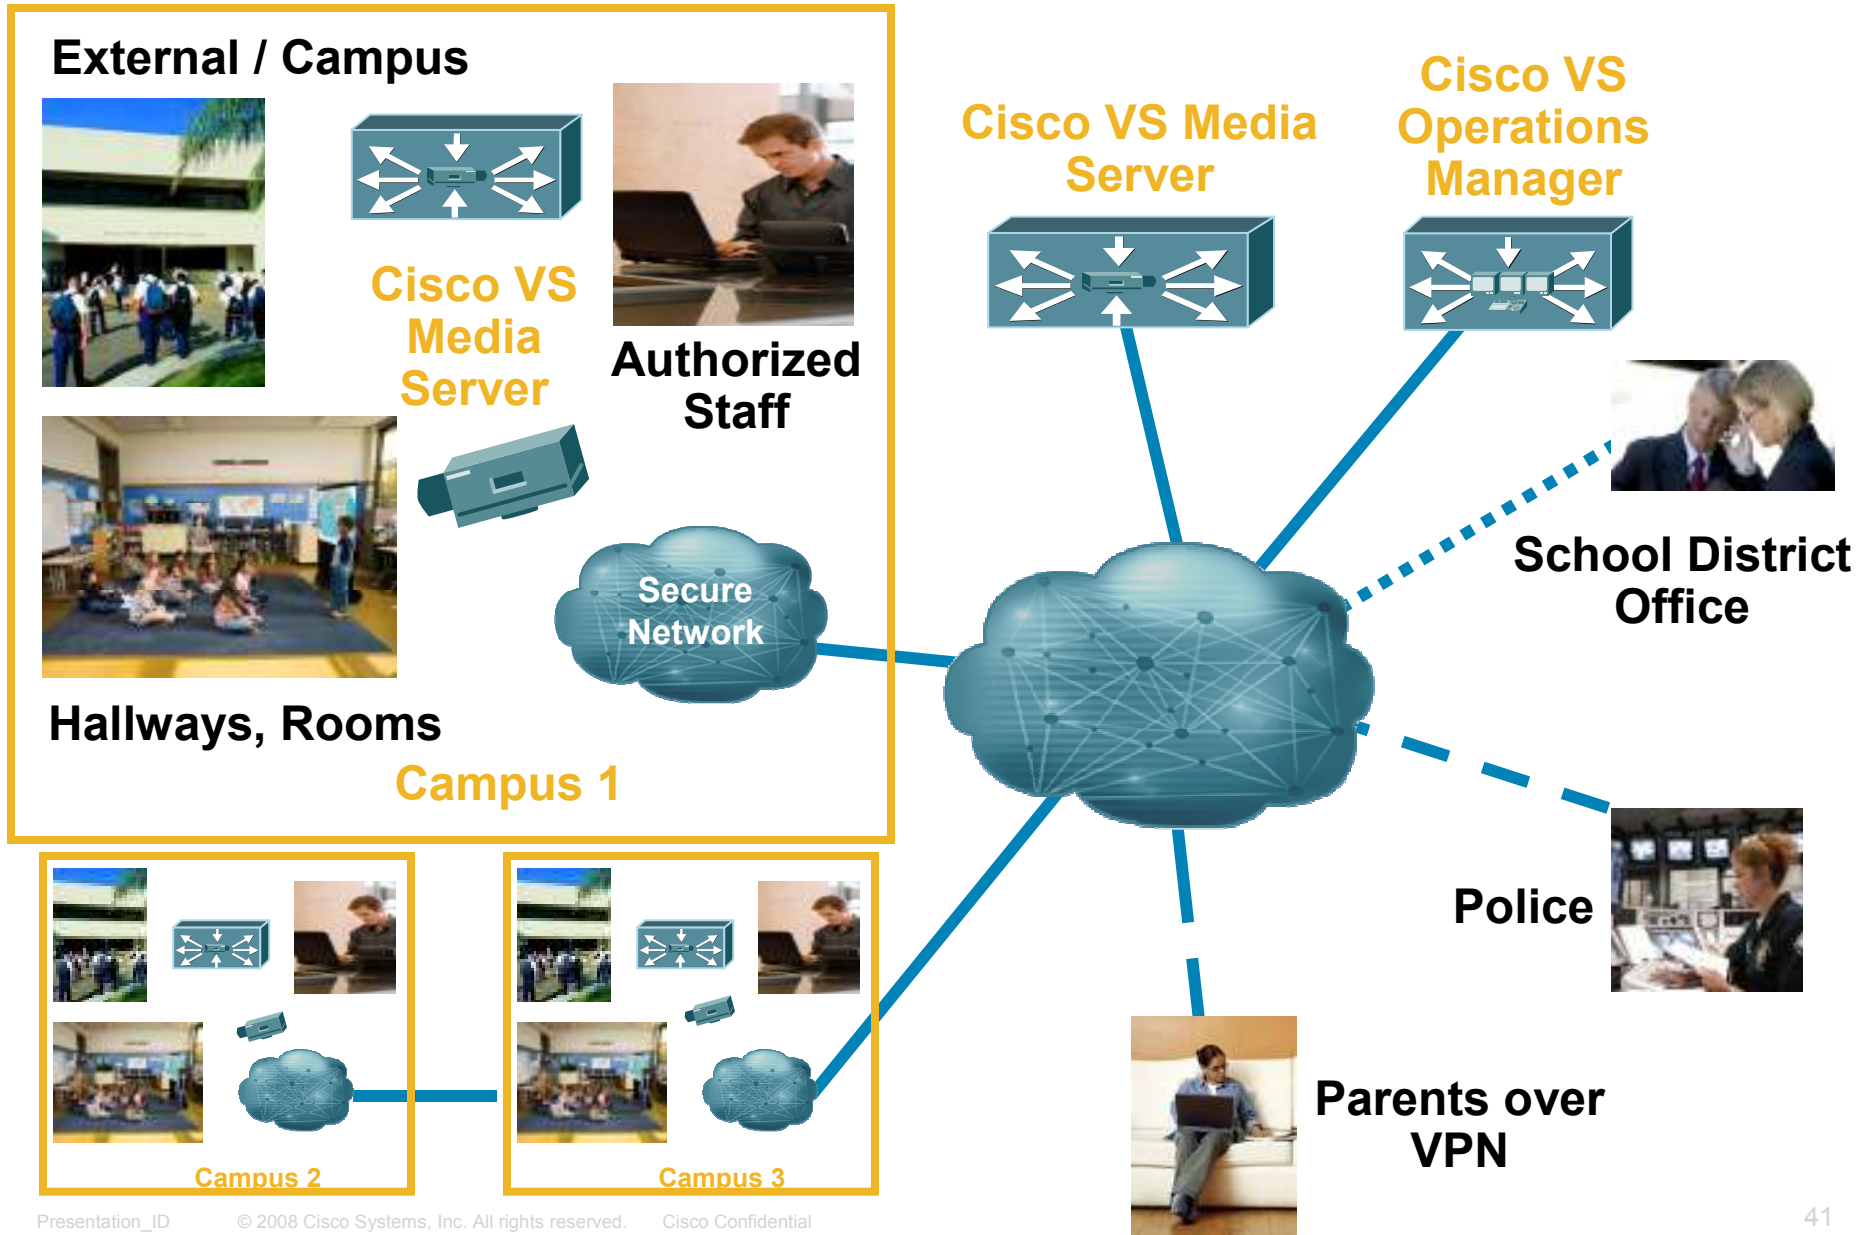 External / Campus
Cisco VS
Media
Server
Authorized
Staff
Secure
Network
Hallways, Rooms
Campus 1
Cisco VS Media
Server
Cisco VS
Operations
Manager
School District
Office
Police
Parents over
VPN
Campus 2
Campus 3
Presentation_ID
© 2008 Cisco Systems, Inc. All rights reserved.
Cisco Confidential
41